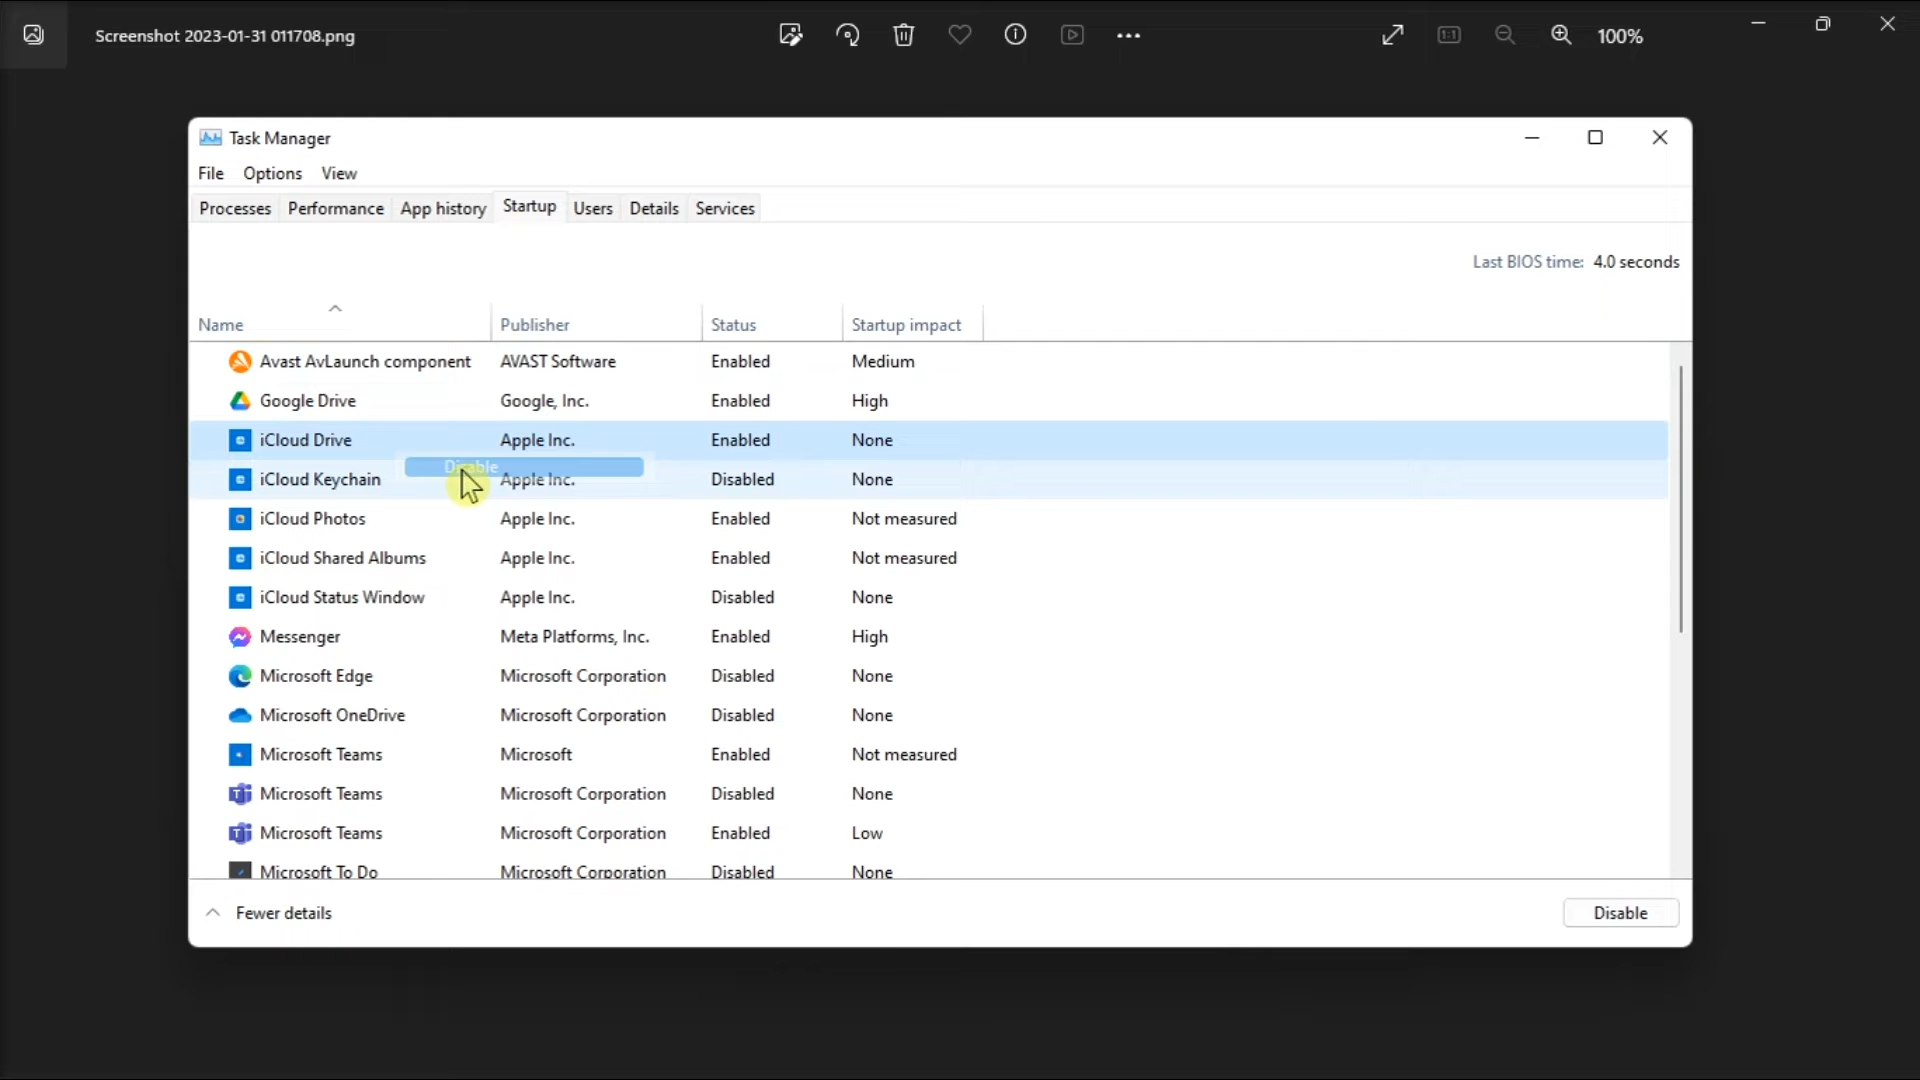 Screenshot 2023-01-31 011708.png 100%
Task Manager
File Options View
Processes Performance App history Startup Users Details Services
Last BIOS time: 4.0 seconds
Name Publisher Status Startup impact
Avast AvLaunch component AVAST Software Enabled Medium
Google Drive Google, Inc. Enabled High
iCloud Drive Apple Inc. Enabled None
Disable
iCloud Keychain Apple Inc. Disabled None
iCloud Photos Apple Inc. Enabled Not measured
iCloud Shared Albums Apple Inc. Enabled Not measured
iCloud Status Window Apple Inc. Disabled None
Messenger Meta Platforms, Inc. Enabled High
Microsoft Edge Microsoft Corporation Disabled None
Microsoft OneDrive Microsoft Corporation Disabled None
Microsoft Teams Microsoft Enabled Not measured
Microsoft Teams Microsoft Corporation Disabled None
Microsoft Teams Microsoft Corporation Enabled Low
Microsoft To Do Microsoft Corporation Disabled None
Fewer details Disable